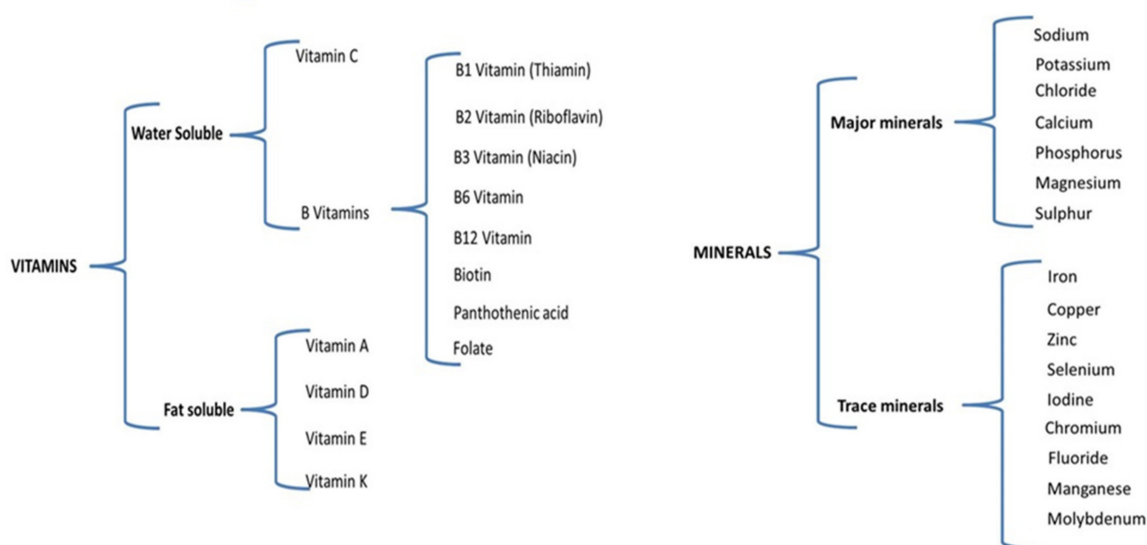 VITAMINS
Water Soluble
Vitamin C
B Vitamins
B1 Vitamin (Thiamin)
B2 Vitamin (Riboflavin)
B3 Vitamin (Niacin)
B6 Vitamin
B12 Vitamin
Biotin
Panthothenic acid
Folate
Fat soluble
Vitamin A
Vitamin D
Vitamin E
Vitamin K
MINERALS
Major minerals
Sodium
Potassium
Chloride
Calcium
Phosphorus
Magnesium
Sulphur
Trace minerals
Iron
Copper
Zinc
Selenium
Iodine
Chromium
Fluoride
Manganese
Molybdenum